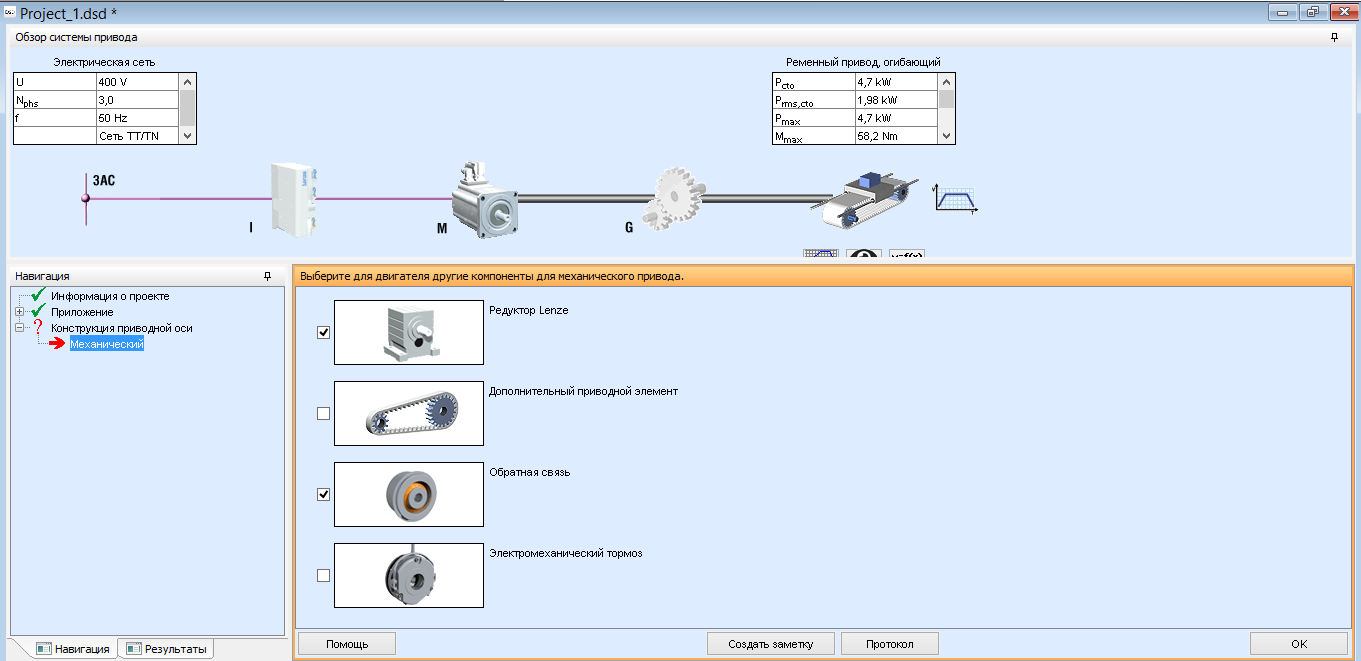 Project_1.dsd *
Обзор системы привода
Электрическая сеть
U 400 V
Nphs 3,0
f 50 Hz
Сеть TT/TN
Ременный привод, огибающий
Pcto 4,7 kW
Prms,cto 1,98 kW
Pmax 4,7 kW
Mmax 58,2 Nm
3AC
I
M
G
Навигация
Информация о проекте
Приложение
Конструкция приводной оси
Механический
Выберите для двигателя другие компоненты для механического привода.
Редуктор Lenze
Дополнительный приводной элемент
Обратная связь
Электромеханический тормоз
Навигация
Результаты
Помощь
Создать заметку
Протокол
OK